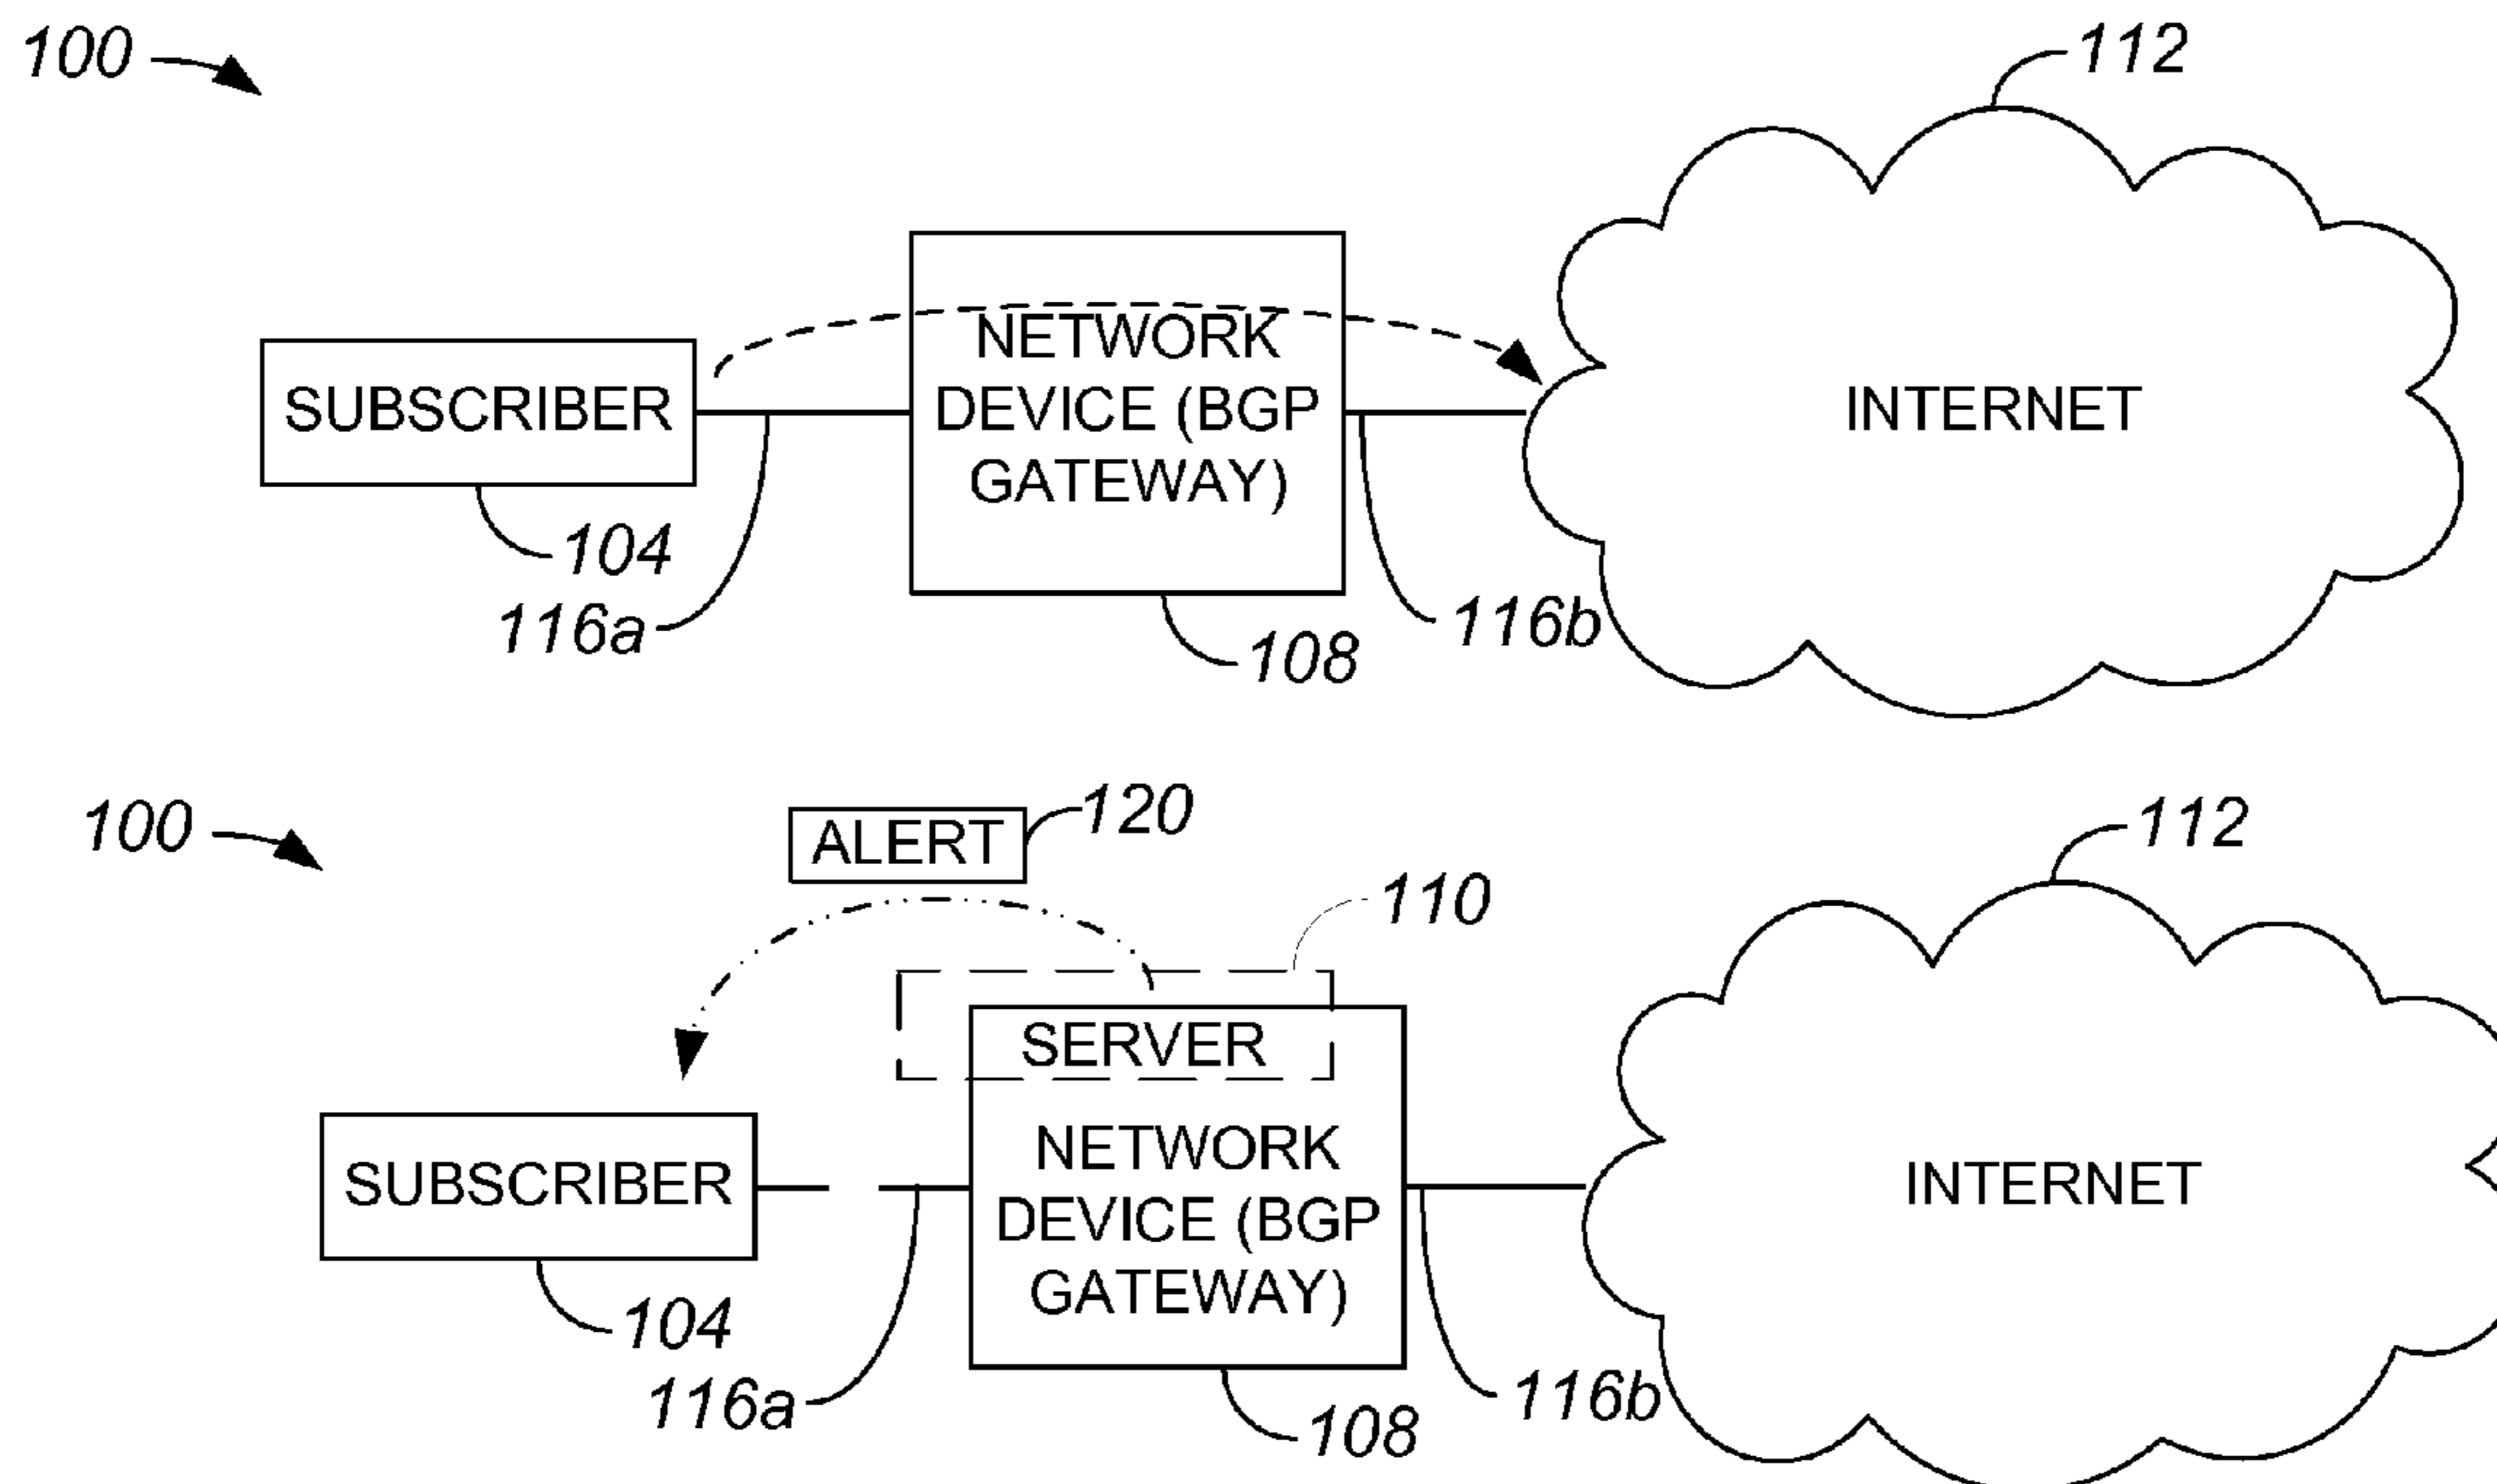 100
112
NETWORK
DEVICE (BGP
GATEWAY)
SUBSCRIBER
INTERNET
104
116a
108
116b
100
ALERT
120
112
110
SERVER
NETWORK
DEVICE (BGP
GATEWAY)
SUBSCRIBER
INTERNET
104
116a
108
116b